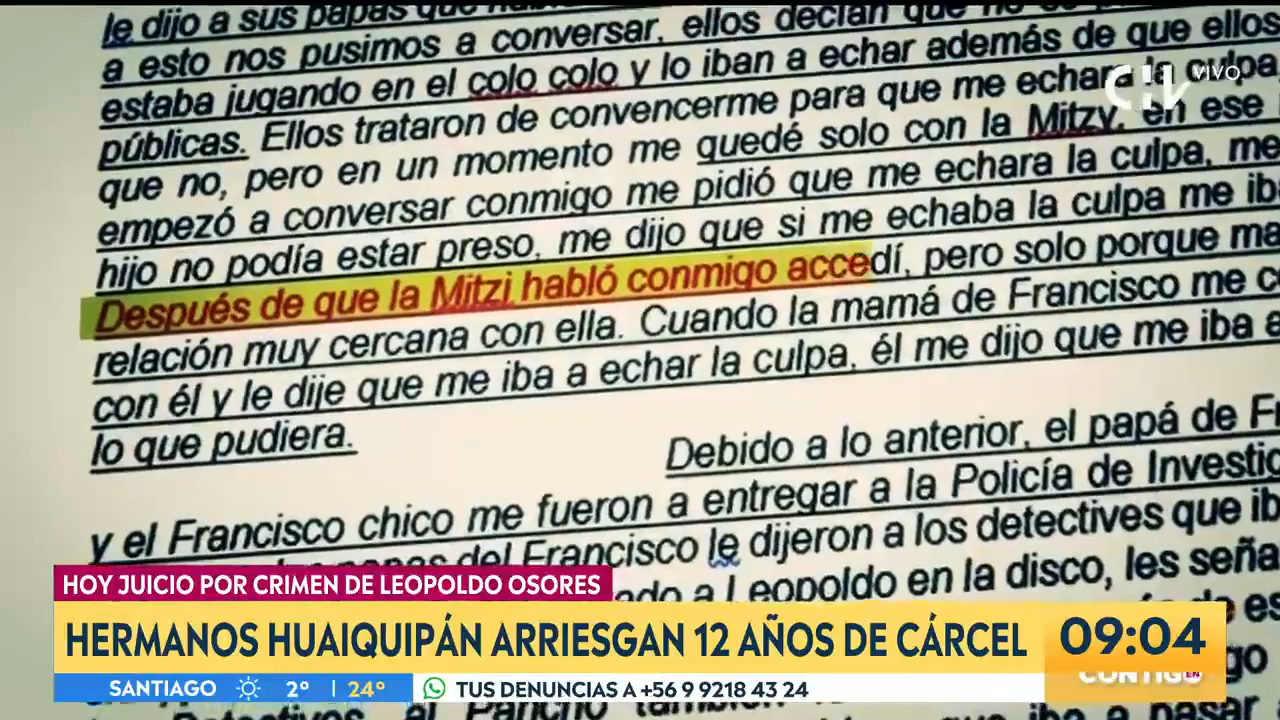 le dijo a sus papás que
a esto nos pusimos a conversar, ellos decían que no
estaba jugando en el colo colo y lo iban a echar además de que ellos
públicas. Ellos trataron de convencerme para que me echara la culpa
que no, pero en un momento me quedé solo con la Mitzy, en ese
empezó a conversar conmigo me pidió que me echara la culpa, me
hijo no podía estar preso, me dijo que si me echaba la culpa me ib
Después de que la Mitzi habló conmigo accedí, pero solo porque ma
relación muy cercana con ella. Cuando la mamá de Francisco me c
con él y le dije que me iba a echar la culpa, él me dijo que me iba a
lo que pudiera.
Debido a lo anterior, el papá de F
y el Francisco chico me fueron a entregar a la Policía de Investig
del Francisco le dijeron a los detectives que ib
a Leopoldo en la disco, les seña
CHV VIVO
HOY JUICIO POR CRIMEN DE LEOPOLDO OSORES
HERMANOS HUAIQUIPÁN ARRIESGAN 12 AÑOS DE CÁRCEL
09:04
CONTIGO EN
SANTIAGO 2° | 24° TUS DENUNCIAS A +56 9 9218 43 24